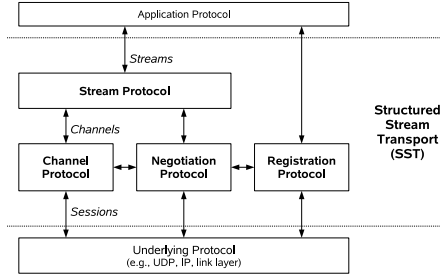 Application Protocol
Streams
Stream Protocol
Structured
Stream
Transport
(SST)
Channels
Channel
Protocol
Negotiation
Protocol
Registration
Protocol
Sessions
Underlying Protocol
(e.g., UDP, IP, link layer)